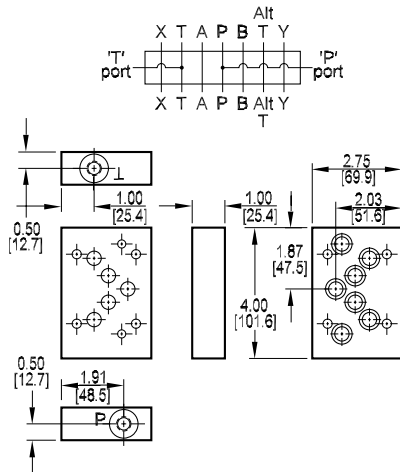 Alt
X T A P B T Y
'T' port
'P' port
X T A P B Alt Y
T
T
0.50
[12.7]
1.00
[25.4]
1.00
[25.4]
2.75
[69.9]
2.03
[51.6]
1.87
[47.5]
4.00
[101.6]
0.50
[12.7]
1.91
[48.5]
P